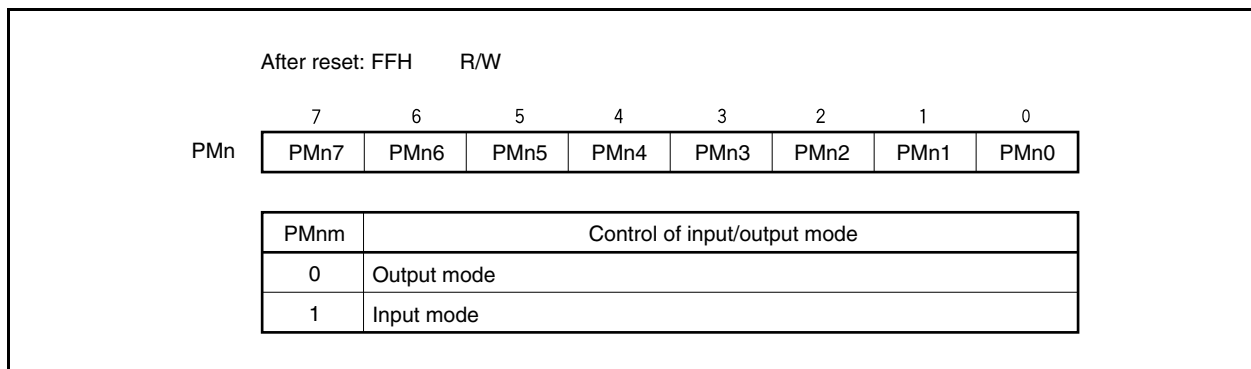 After reset: FFH R/W
7 6 5 4 3 2 1 0
PMn PMn7 PMn6 PMn5 PMn4 PMn3 PMn2 PMn1 PMn0
PMnm Control of input/output mode
0 Output mode
1 Input mode